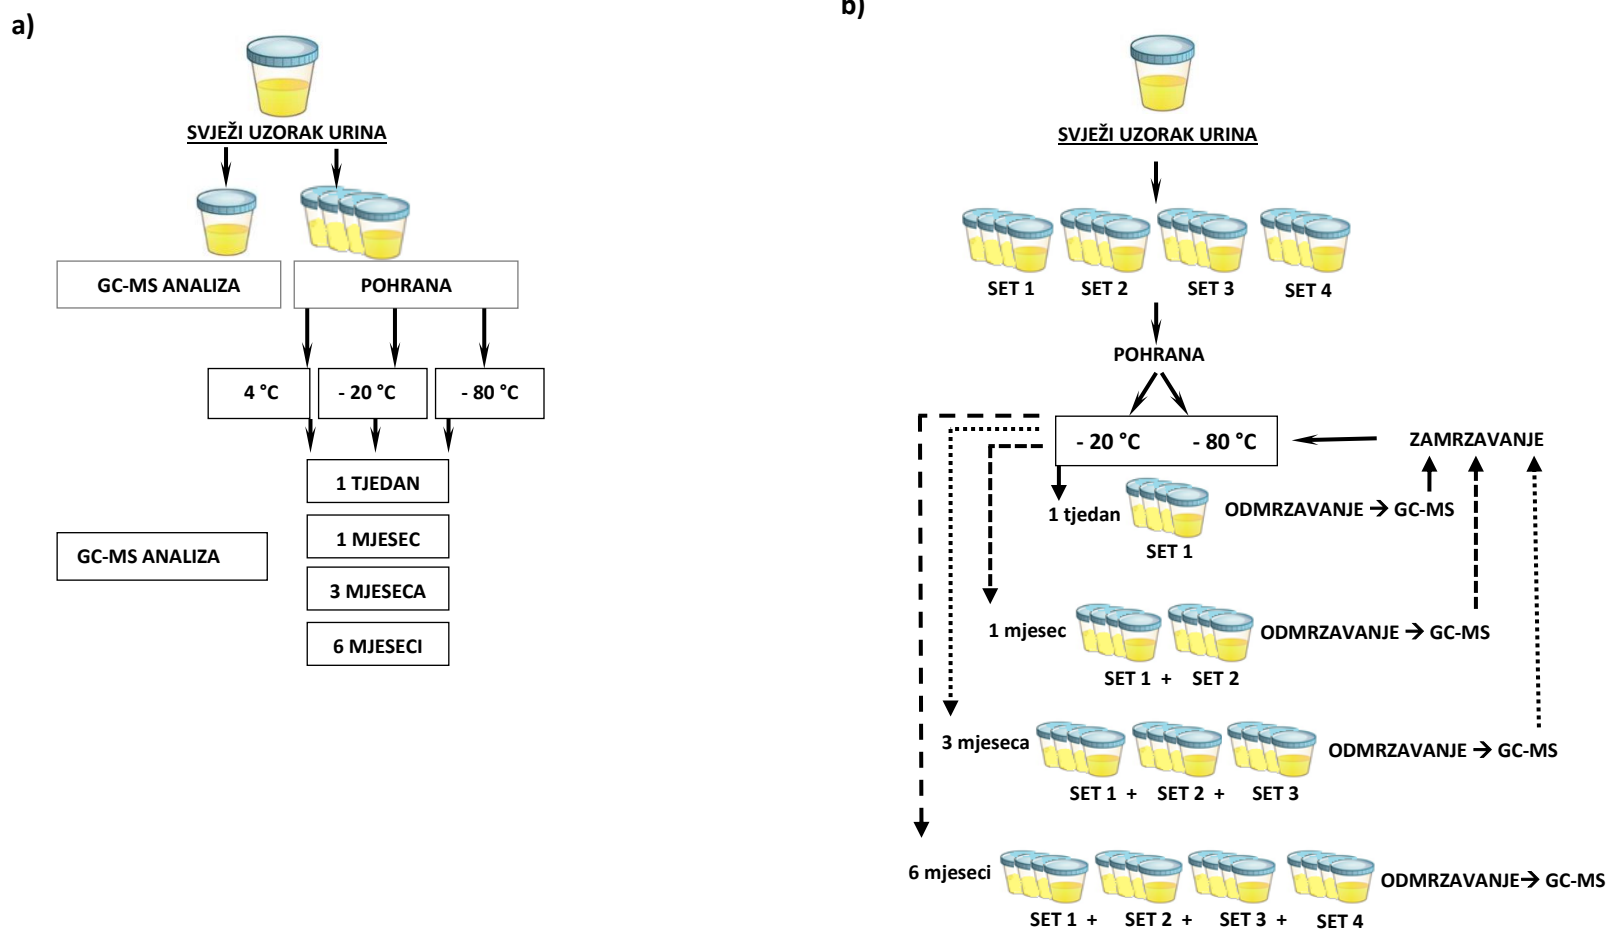 a)
SVJEŽI UZORAK URINA
GC-MS ANALIZA
POHRANA
4 °C
- 20 °C
- 80 °C
1 TJEDAN
1 MJESEC
GC-MS ANALIZA
3 MJESECA
6 MJESECI
b)
SVJEŽI UZORAK URINA
SET 1
SET 2
SET 3
SET 4
POHRANA
- 20 °C
- 80 °C
ZAMRZAVANJE
1 tjedan
ODMRZAVANJE → GC-MS
SET 1
1 mjesec
ODMRZAVANJE → GC-MS
SET 1 + SET 2
3 mjeseca
ODMRZAVANJE → GC-MS
SET 1 + SET 2 + SET 3
6 mjeseci
ODMRZAVANJE→ GC-MS
SET 1 + SET 2 + SET 3 + SET 4